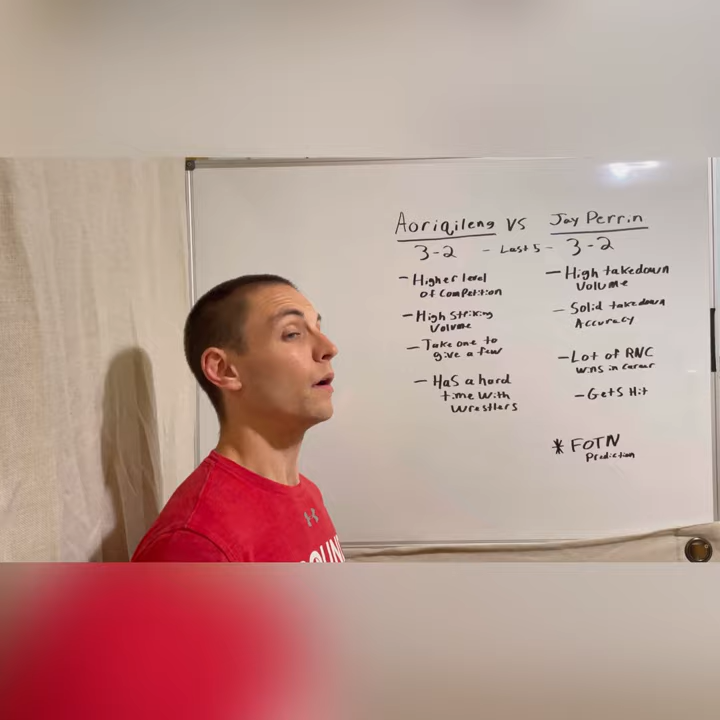 Aoriqileng VS Jay Perrin
3-2 - Last 5 - 3-2
- Higher level
of Competition
- High Striking
Volume
- Take one to
give a few
- Has a hard
time with
wrestlers
- High takedown
Volume
- Solid takedown
Accuracy
- Lot of RNC
wins in career
- Gets Hit
* FOTN
Prediction